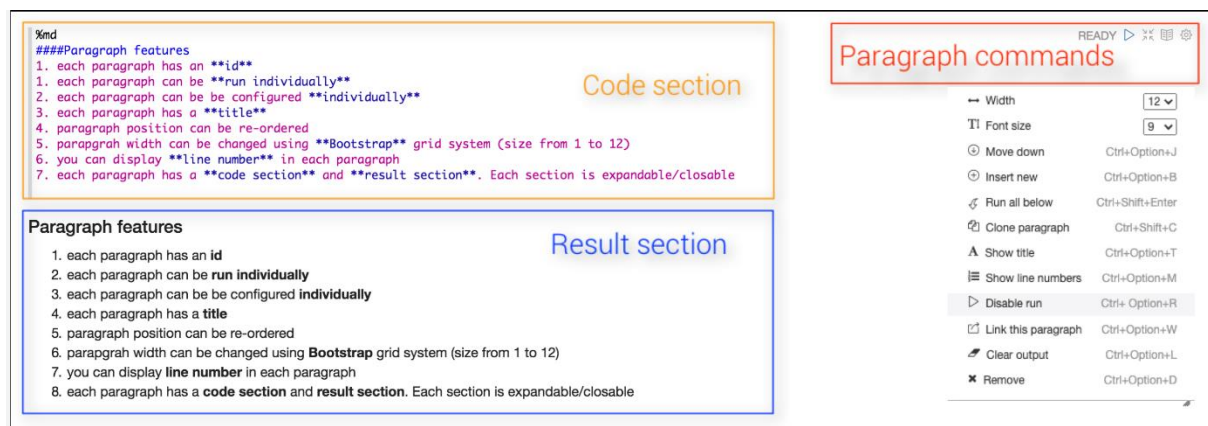 %md
####Paragraph features
1. each paragraph has an **id**
1. each paragraph can be **run individually**
2. each paragraph can be be configured **individually**
3. each paragraph has a **title**
4. paragraph position can be re-ordered
5. parapgrah width can be changed using **Bootstrap** grid system (size from 1 to 12)
6. you can display **line number** in each paragraph
7. each paragraph has a **code section** and **result section**. Each section is expandable/closable
Code section
Paragraph features
1. each paragraph has an id
2. each paragraph can be run individually
3. each paragraph can be be configured individually
4. each paragraph has a title
5. paragraph position can be re-ordered
6. parapgrah width can be changed using Bootstrap grid system (size from 1 to 12)
7. you can display line number in each paragraph
8. each paragraph has a code section and result section. Each section is expandable/closable
Result section
READY
Paragraph commands
Width 12
Font size 9
Move down Ctrl+Option+J
Insert new Ctrl+Option+B
Run all below Ctrl+Shift+Enter
Clone paragraph Ctrl+Shift+C
Show title Ctrl+Option+T
Show line numbers Ctrl+Option+M
Disable run Ctrl+ Option+R
Link this paragraph Ctrl+Option+W
Clear output Ctrl+Option+L
Remove Ctrl+Option+D